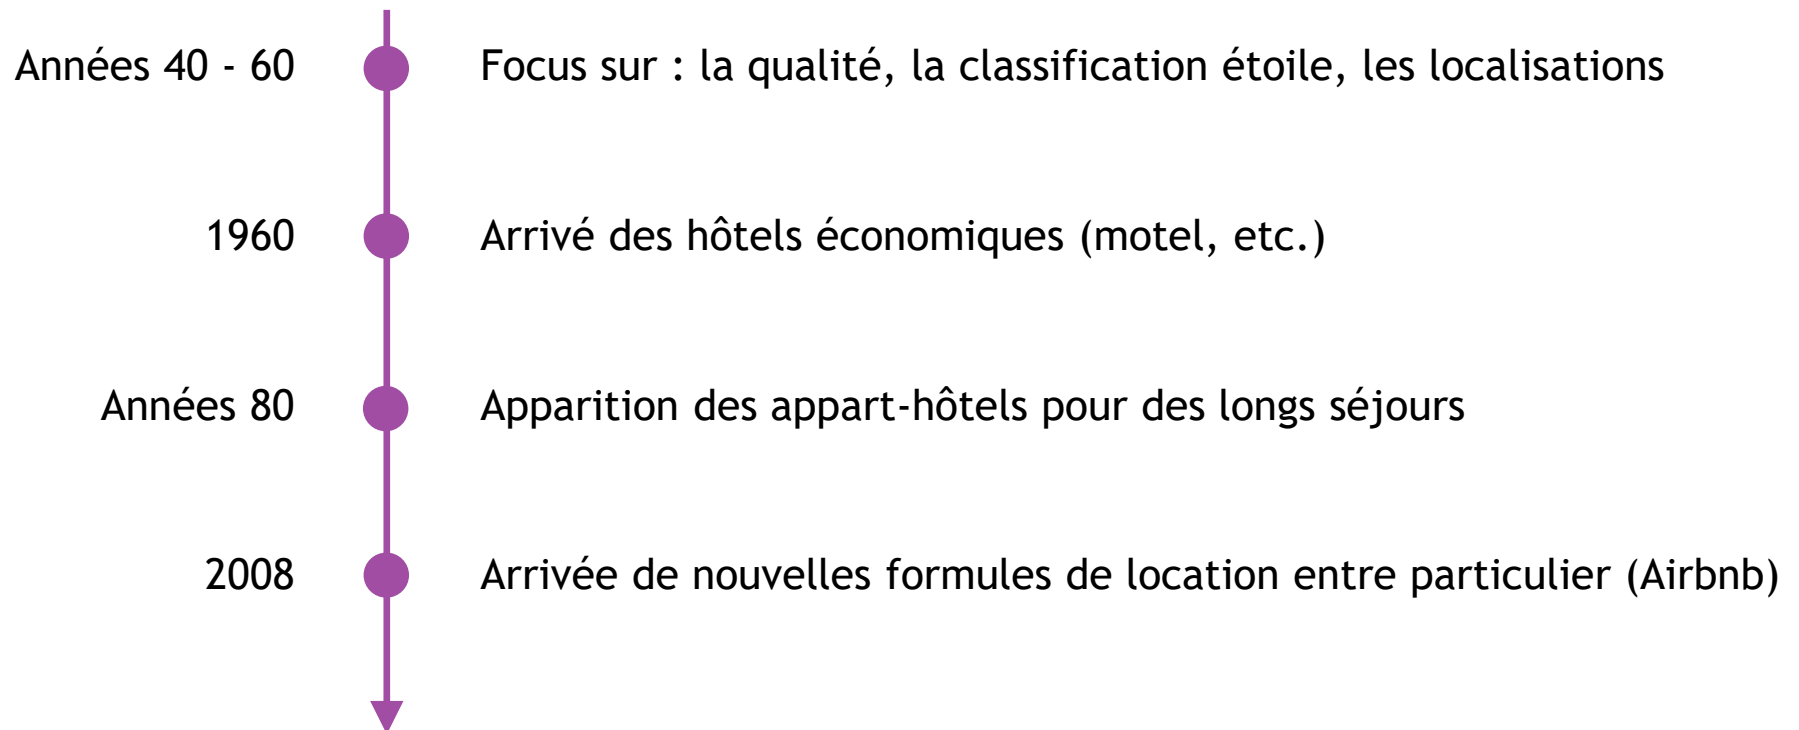 Années 40 - 60 Focus sur : la qualité, la classification étoile, les localisations
1960 Arrivé des hôtels économiques (motel, etc.)
Années 80 Apparition des appart-hôtels pour des longs séjours
2008 Arrivée de nouvelles formules de location entre particulier (Airbnb)